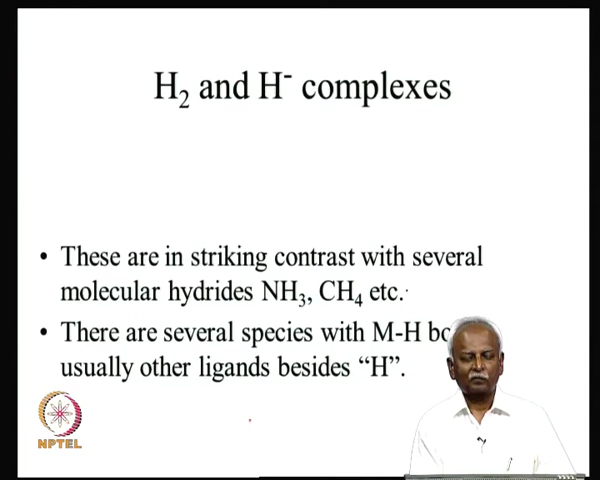 H₂ and H⁻ complexes
• These are in striking contrast with several
molecular hydrides NH₃, CH₄ etc.
• There are several species with M-H
usually other ligands besides “H”.
NPTEL